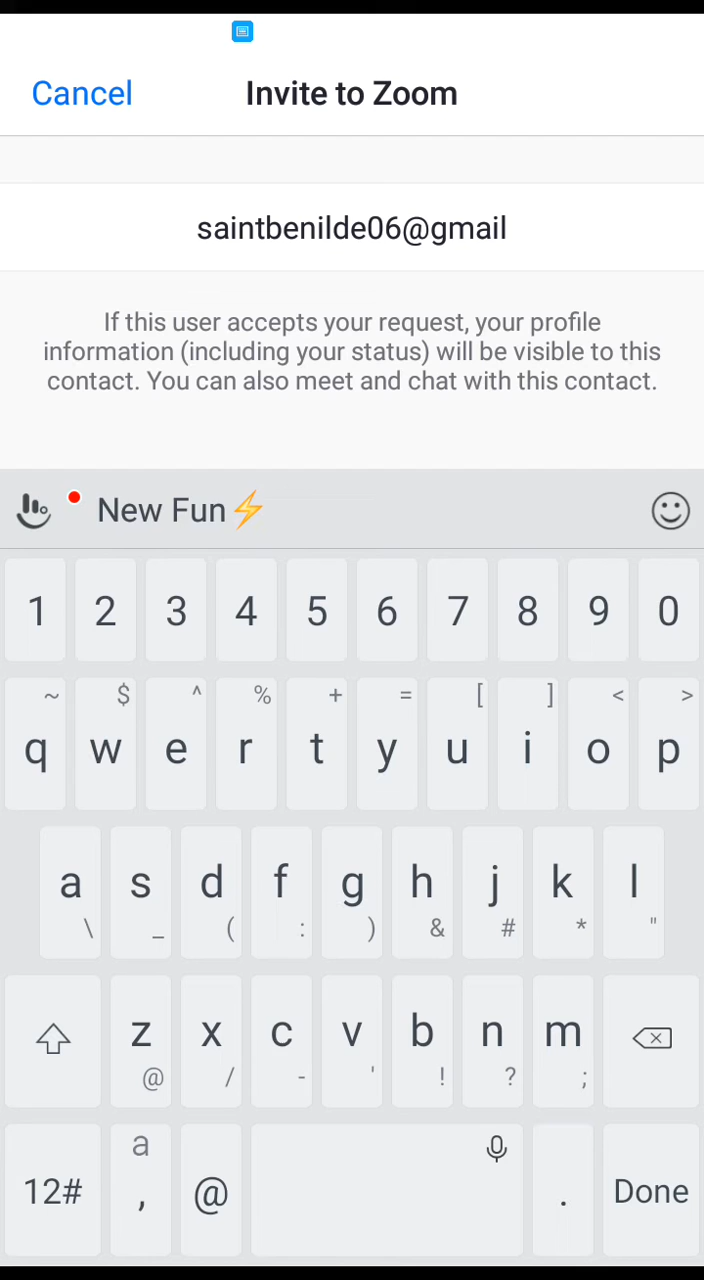 Cancel Invite to Zoom
saintbenilde06@gmail
If this user accepts your request, your profile
information (including your status) will be visible to this
contact. You can also meet and chat with this contact.
New Fun⚡
1 2 3 4 5 6 7 8 9 0
~ $ ^ % + = [ ] < >
q w e r t y u i o p
a s d f g h j k l
\ _ ( : ) & # * "
z x c v b n m
@ / - ' ! ? ;
a
12# , @ . Done